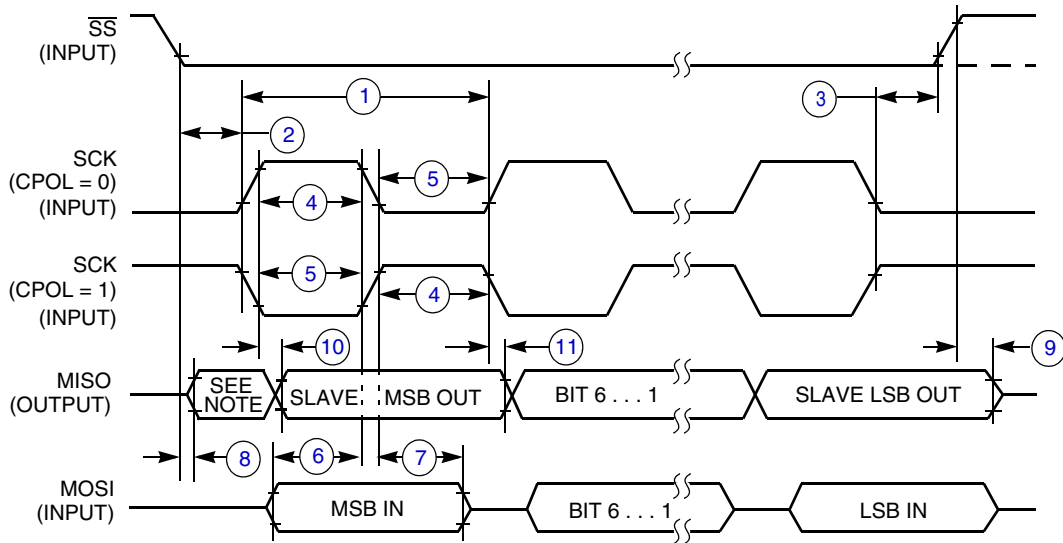 SS
(INPUT)
1
3
2
SCK
(CPOL = 0)
(INPUT)
5
4
SCK
(CPOL = 1)
(INPUT)
5
4
10
11
9
MISO
(OUTPUT)
SEE
NOTE
SLAVE
MSB OUT
BIT 6 . . . 1
SLAVE LSB OUT
8
6
7
MOSI
(INPUT)
MSB IN
BIT 6 . . . 1
LSB IN